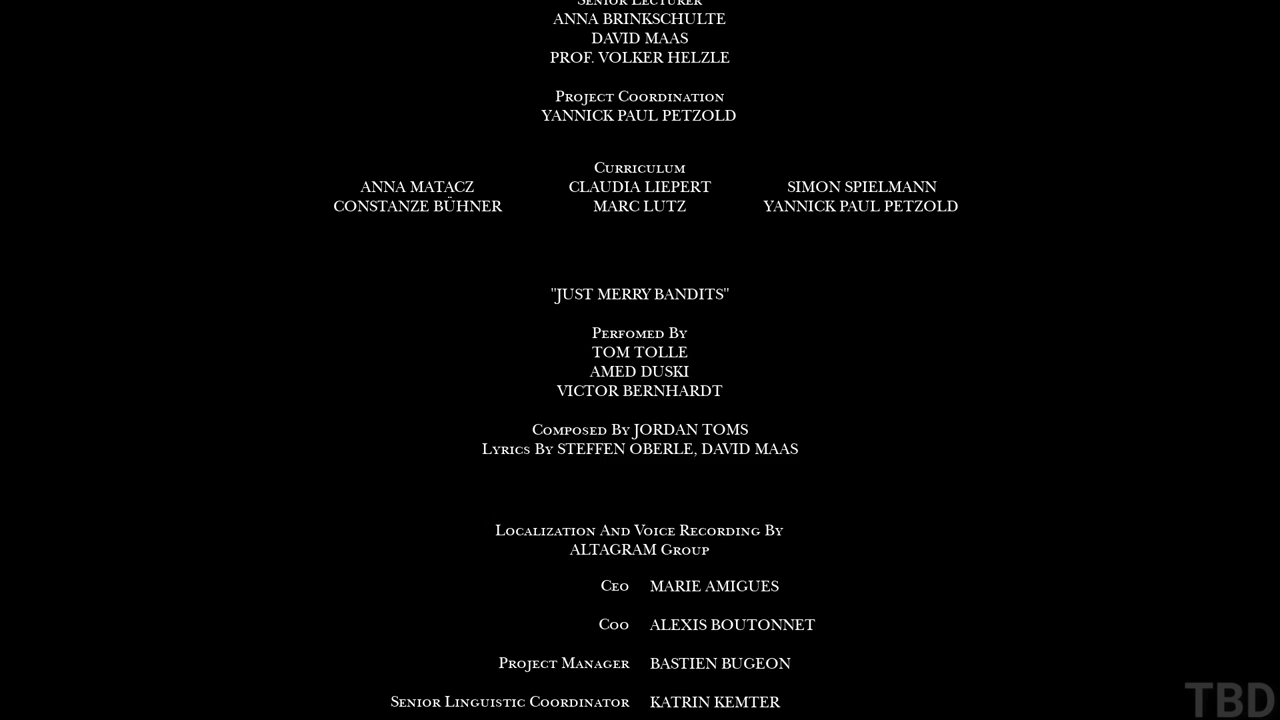 Senior Lecturer
ANNA BRINKSCHULTE
DAVID MAAS
PROF. VOLKER HELZLE
Project Coordination
YANNICK PAUL PETZOLD
Curriculum
ANNA MATACZ CLAUDIA LIEPERT SIMON SPIELMANN
CONSTANZE BÜHNER MARC LUTZ YANNICK PAUL PETZOLD
"JUST MERRY BANDITS"
Perfomed By
TOM TOLLE
AMED DUSKI
VICTOR BERNHARDT
Composed By JORDAN TOMS
Lyrics By STEFFEN OBERLE, DAVID MAAS
Localization And Voice Recording By
ALTAGRAM Group
Ceo MARIE AMIGUES
Coo ALEXIS BOUTONNET
Project Manager BASTIEN BUGEON
Senior Linguistic Coordinator KATRIN KEMTER
TBD